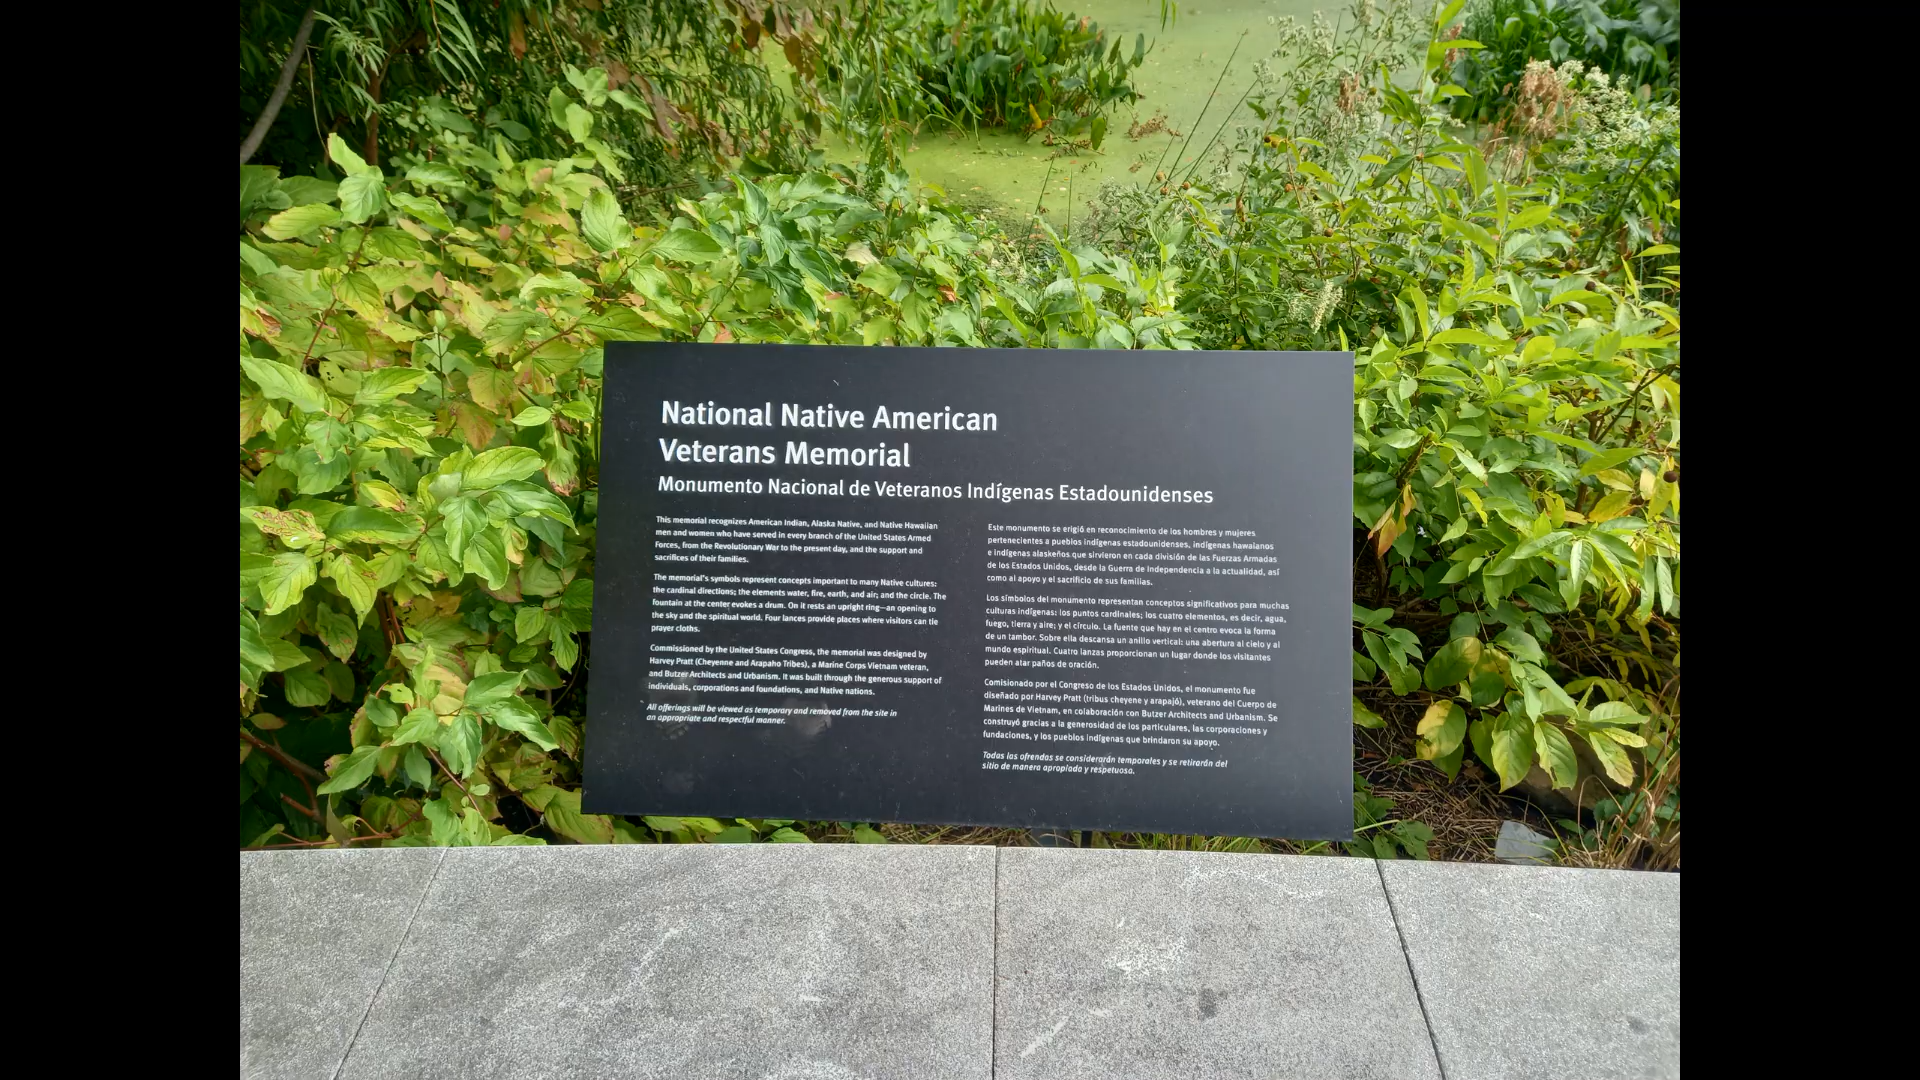 National Native American
Veterans Memorial
Monumento Nacional de Veteranos Indígenas Estadounidenses
This memorial recognizes American Indian, Alaska Native, and Native Hawaiian
men and women who have served in every branch of the United States Armed
Forces, from the Revolutionary War to the present day, and the support and
sacrifices of their families.
The memorial's symbols represent concepts important to many Native cultures:
the cardinal directions; the elements water, fire, earth, and air; and the circle. The
fountain at the center evokes a drum. On it rests an upright ring—an opening to
the sky and the spiritual world. Four lances provide places where visitors can tie
prayer cloths.
Commissioned by the United States Congress, the memorial was designed by
Harvey Pratt (Cheyenne and Arapaho Tribes), a Marine Corps Vietnam veteran,
and Butzer Architects and Urbanism. It was built through the generous support of
individuals, corporations and foundations, and Native nations.
All offerings will be viewed as temporary and removed from the site in
an appropriate and respectful manner.
Este monumento se erigió en reconocimiento de los hombres y mujeres
pertenecientes a pueblos indígenas estadounidenses, indígenas hawaianos
e indígenas alaskeños que sirvieron en cada división de las Fuerzas Armadas
de los Estados Unidos, desde la Guerra de Independencia a la actualidad, así
como al apoyo y el sacrificio de sus familias.
Los símbolos del monumento representan conceptos significativos para muchas
culturas indígenas: los puntos cardinales; los cuatro elementos, es decir, agua,
fuego, tierra y aire; y el círculo. La fuente que hay en el centro evoca la forma
de un tambor. Sobre ella descansa un anillo vertical: una abertura al cielo y al
mundo espiritual. Cuatro lanzas proporcionan un lugar donde los visitantes
pueden atar paños de oración.
Comisionado por el Congreso de los Estados Unidos, el monumento fue
diseñado por Harvey Pratt (tribus cheyene y arapajó), veterano del Cuerpo de
Marines de Vietnam, en colaboración con Butzer Architects and Urbanism. Se
construyó gracias a la generosidad de los particulares, las corporaciones y
fundaciones, y los pueblos indígenas que brindaron su apoyo.
Todas las ofrendas se considerarán temporales y se retirarán del
sitio de manera apropiada y respetuosa.